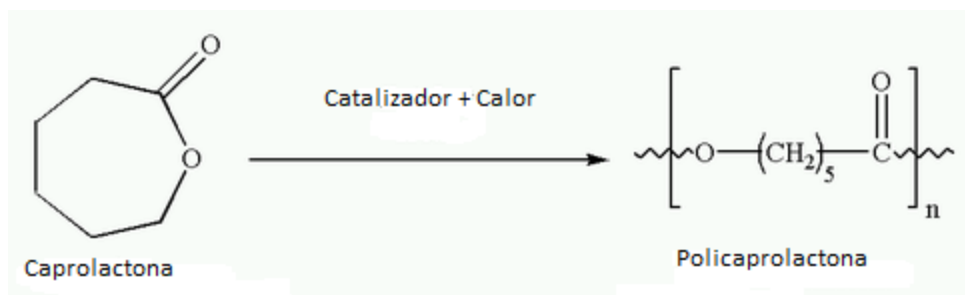 O
Catalizador + Calor
O
O
O—(CH₂)₅—C
n
Caprolactona
Policaprolactona